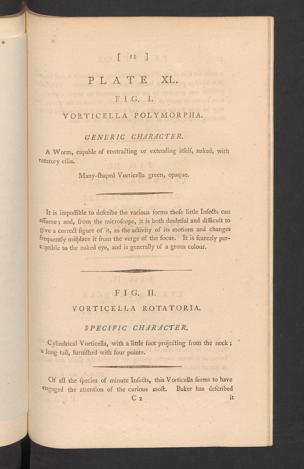 [ 11 ]
PLATE XL.
FIG. I.
VORTICELLA POLYMORPHA.
GENERIC CHARACTER.
A Worm, capable of contracting or extending itself, naked, with
rotatory cilia.
Many-shaped Vorticella green, opaque.
It is impossible to describe the various forms these little Insects can
assume; and, from the microscope, it is both doubtful and difficult to
give a correct figure of it, as the activity of its motions and changes
frequently misplace it from the verge of the focus. It is scarcely per-
ceptible to the naked eye, and is generally of a green colour.
FIG. II.
VORTICELLA ROTATORIA.
SPECIFIC CHARACTER.
Cylindrical Vorticella, with a little foot projecting from the neck;
a long tail, furnished with four points.
Of all the species of minute Insects, this Vorticella seems to have
engaged the attention of the curious most. Baker has described
C 2
it